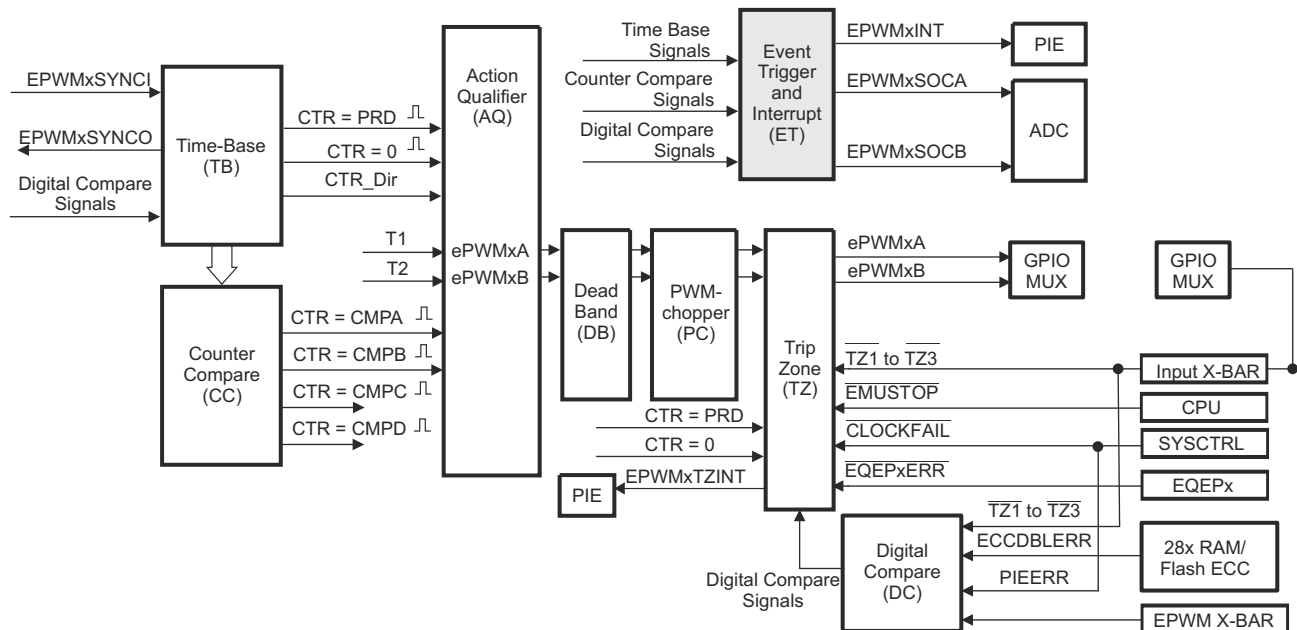 EPWMxSYNCI
EPWMxSYNCO
Digital Compare
Signals
Time-Base
(TB)
CTR = PRD
CTR = 0
CTR_Dir
Counter
Compare
(CC)
CTR = CMPA
CTR = CMPB
CTR = CMPC
CTR = CMPD
Action
Qualifier
(AQ)
T1
T2
ePWMxA
ePWMxB
Time Base
Signals
Counter Compare
Signals
Digital Compare
Signals
Event
Trigger
and
Interrupt
(ET)
EPWMxINT
EPWMxSOCA
EPWMxSOCB
PIE
ADC
Dead
Band
(DB)
PWM-
chopper
(PC)
Trip
Zone
(TZ)
CTR = PRD
CTR = 0
EPWMxTZINT
PIE
ePWMxA
ePWMxB
GPIO
MUX
GPIO
MUX
TZ1 to TZ3
EMUSTOP
CLOCKFAIL
EQEPxERR
Input X-BAR
CPU
SYSCTRL
EQEPx
TZ1 to TZ3
ECCDBLERR
PIEERR
28x RAM/
Flash ECC
EPWM X-BAR
Digital
Compare
(DC)
Digital Compare
Signals